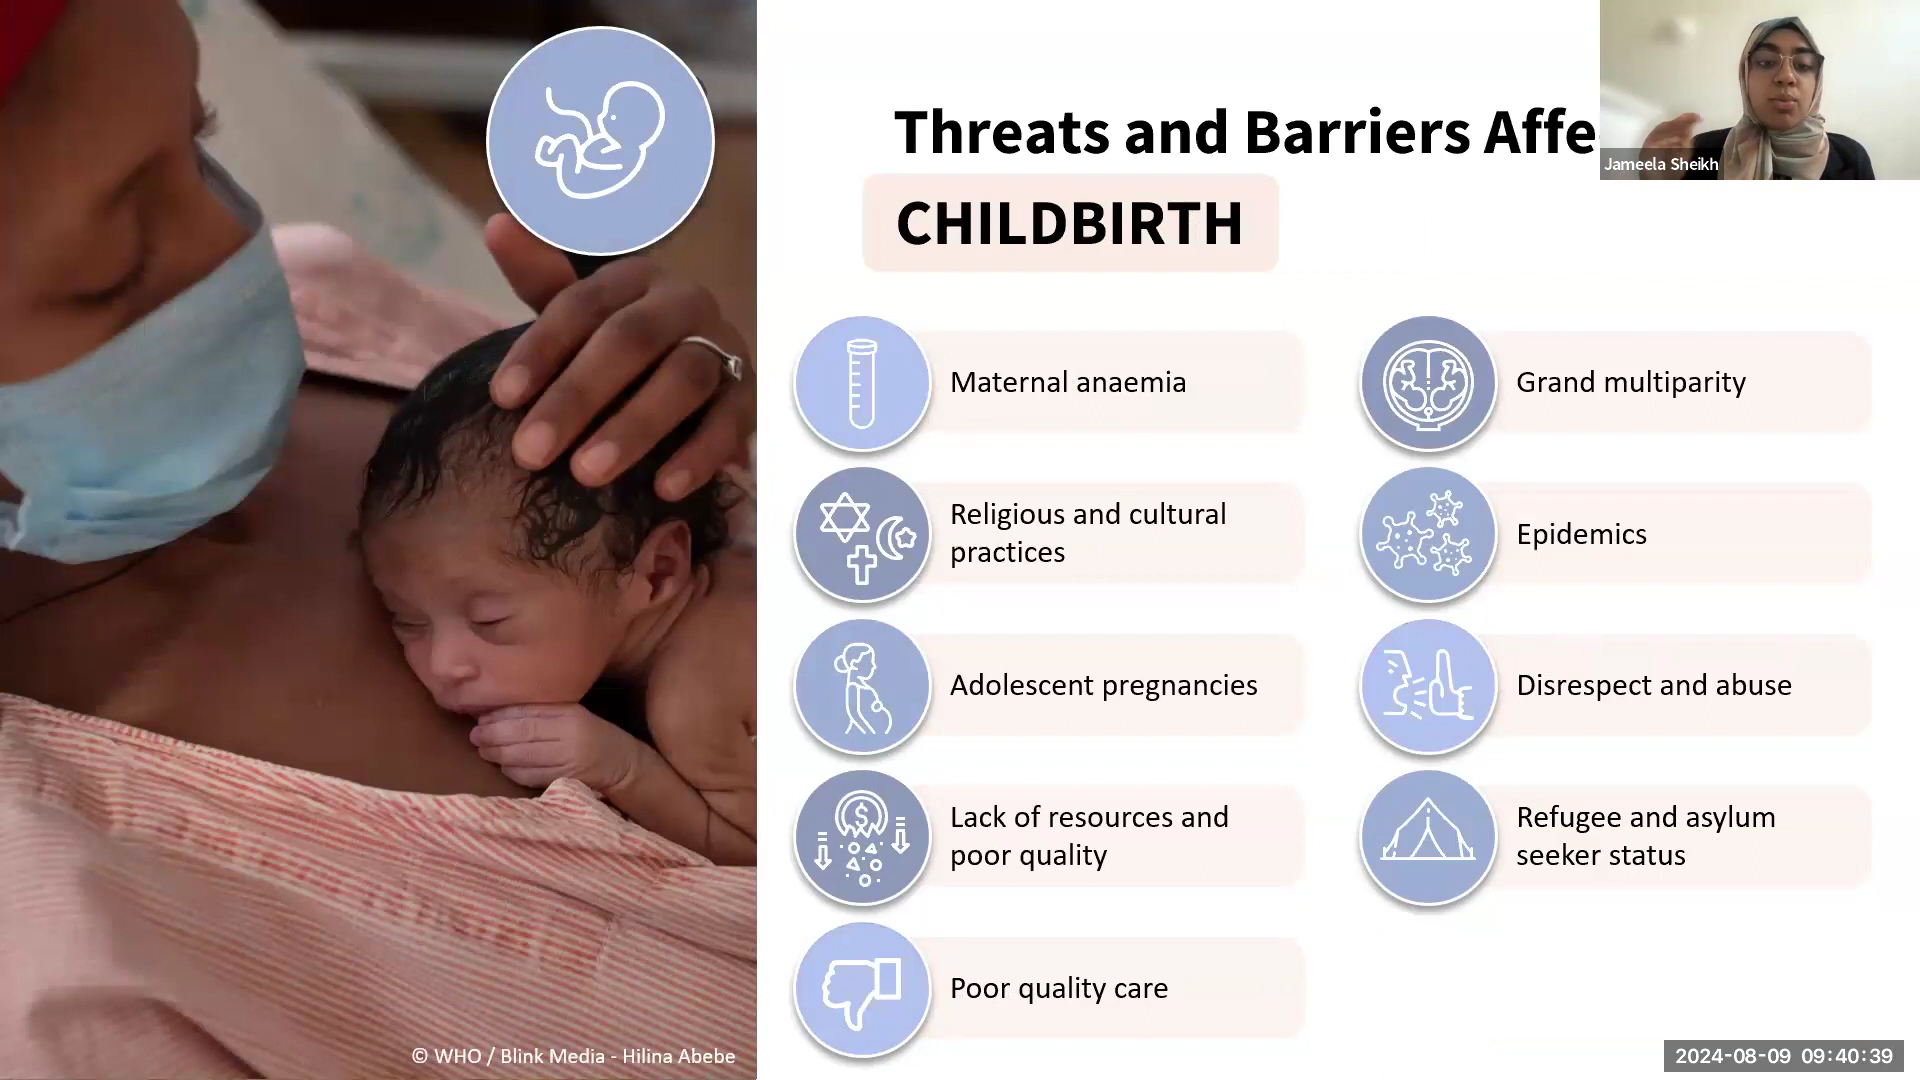 Threats and Barriers Affe
Jameela Sheikh
CHILDBIRTH
Maternal anaemia
Religious and cultural
practices
Adolescent pregnancies
Lack of resources and
poor quality
Poor quality care
Grand multiparity
Epidemics
Disrespect and abuse
Refugee and asylum
seeker status
© WHO / Blink Media - Hilina Abebe
2024-08-09 09:40:39